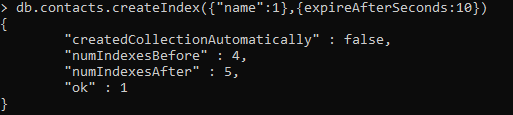 > db.contacts.createIndex({"name":1},{expireAfterSeconds:10})
{
        "createdCollectionAutomatically" : false,
        "numIndexesBefore" : 4,
        "numIndexesAfter" : 5,
        "ok" : 1
}